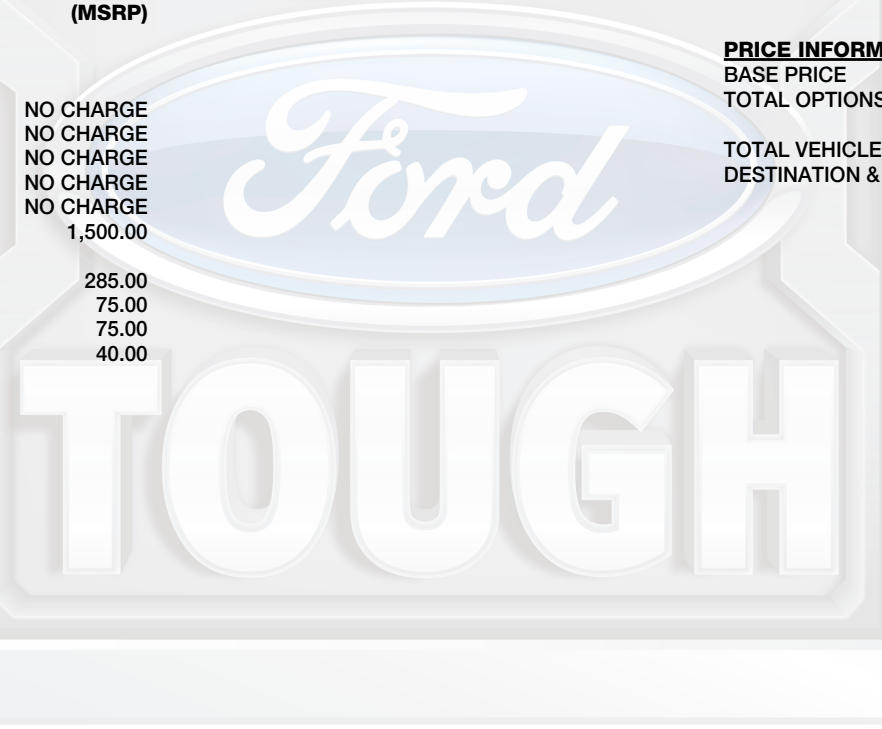 (MSRP)
NO CHARGE
NO CHARGE
NO CHARGE
NO CHARGE
NO CHARGE
1,500.00
285.00
75.00
75.00
40.00
PRICE INFORM
BASE PRICE
TOTAL OPTIONS
TOTAL VEHICLE
DESTINATION &
Ford
TOUGH